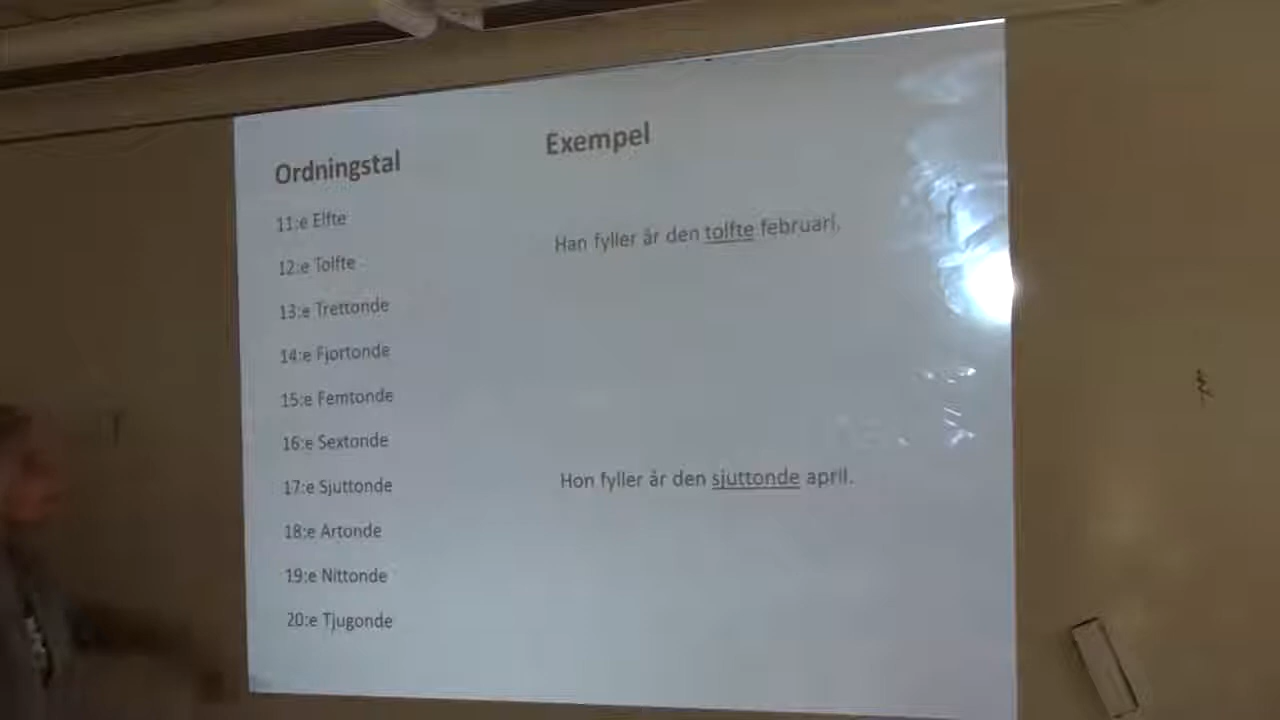 Ordningstal
11:e Elfte
12:e Tolfte
13:e Trettonde
14:e Fjortonde
15:e Femtonde
16:e Sextonde
17:e Sjuttonde
18:e Artonde
19:e Nittonde
20:e Tjugonde
Exempel
Han fyller år den tolfte februari.
Hon fyller år den sjuttonde april.